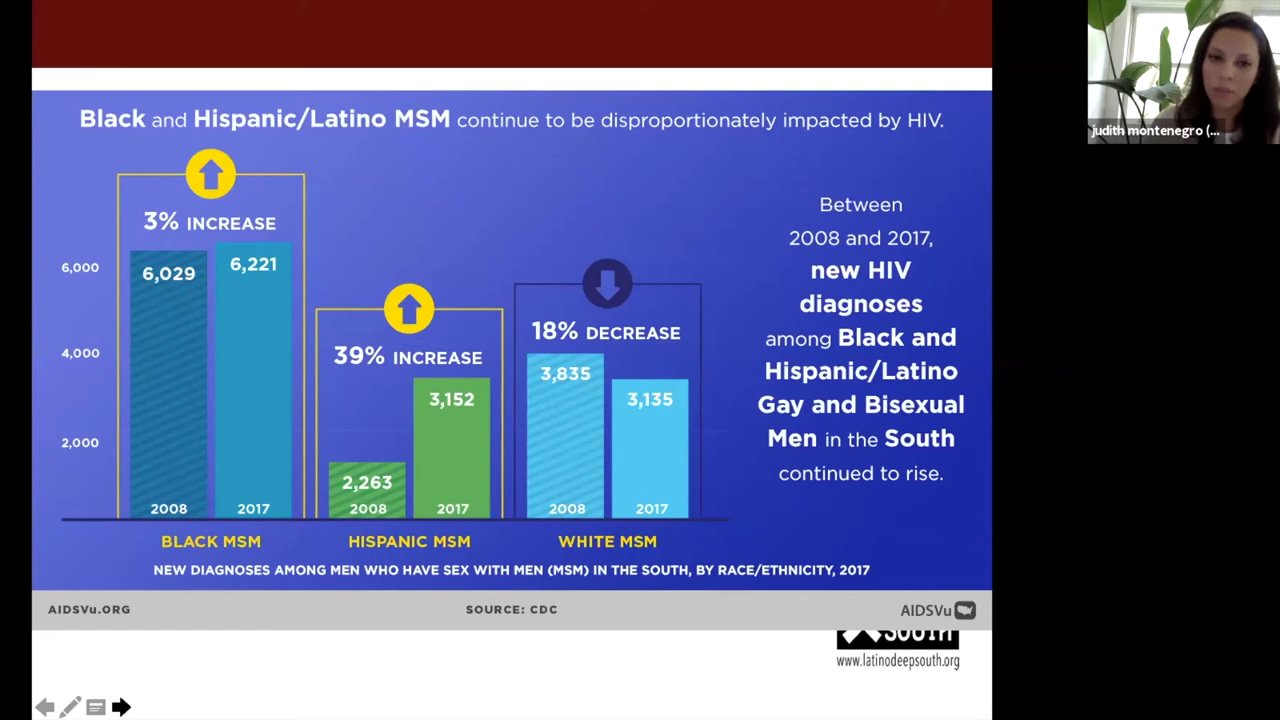 Black and Hispanic/Latino MSM continue to be disproportionately impacted by HIV.
3% INCREASE
6,029
6,221
2008
2017
BLACK MSM
39% INCREASE
2,263
3,152
2008
2017
HISPANIC MSM
18% DECREASE
3,835
3,135
2008
2017
WHITE MSM
6,000
4,000
2,000
NEW DIAGNOSES AMONG MEN WHO HAVE SEX WITH MEN (MSM) IN THE SOUTH, BY RACE/ETHNICITY, 2017
Between
2008 and 2017,
new HIV
diagnoses
among Black and
Hispanic/Latino
Gay and Bisexual
Men in the South
continued to rise.
AIDSVu.ORG
SOURCE: CDC
AIDSVu
SOUTH
www.latinodeepsouth.org
judith montenegro (...